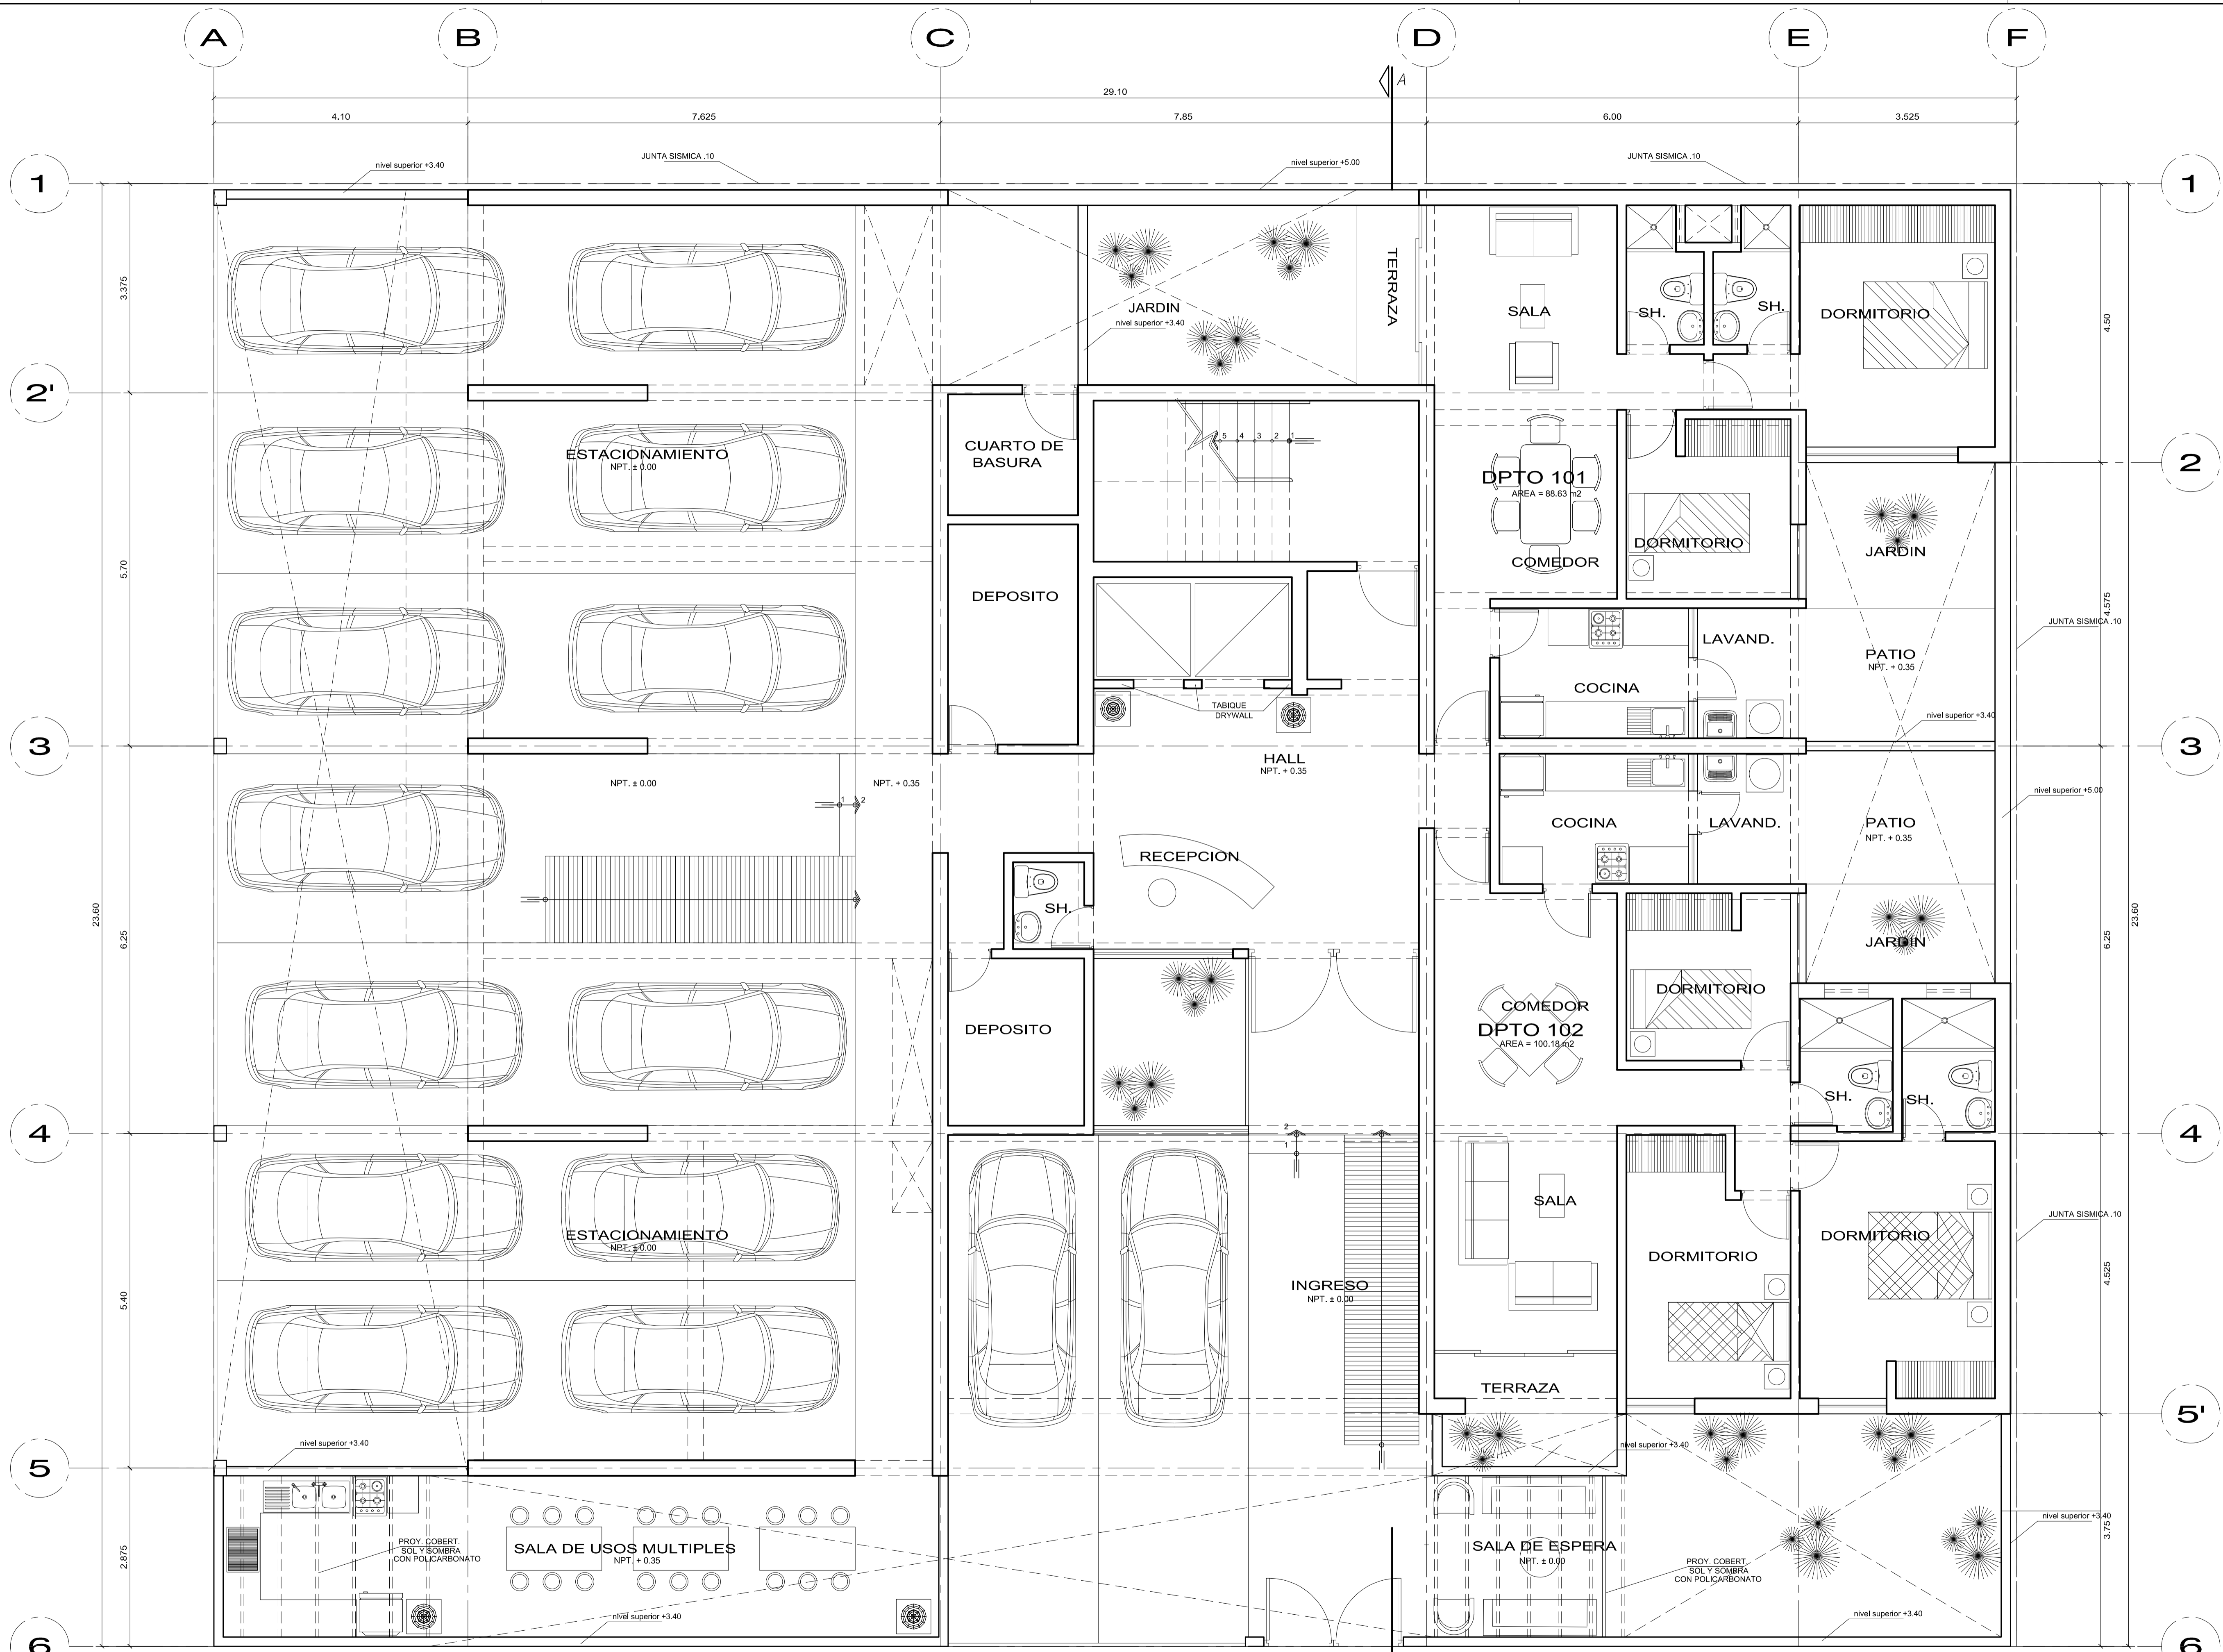 A B C D E F
A
29.10
4.10 7.625 7.85 6.00 3.525
nivel superior +3.40
JUNTA SISMICA .10
nivel superior +5.00
JUNTA SISMICA .10
1 1
3.375
JARDIN
nivel superior +3.40
TERRAZA
SALA
SH.
SH.
DORMITORIO
4.50
2'
ESTACIONAMIENTO
NPT. ± 0.00
CUARTO DE
BASURA
5 4 3 2 1
DPTO 101
AREA = 88.63 m2
2
COMEDOR
DORMITORIO
JARDIN
5.70
DEPOSITO
4.575
JUNTA SISMICA .10
LAVAND.
PATIO
NPT. + 0.35
COCINA
TABIQUE
DRYWALL
nivel superior +3.40
3 3
HALL
NPT. + 0.35
NPT. ± 0.00
NPT. + 0.35
1 2
nivel superior +5.00
COCINA
LAVAND.
PATIO
NPT. + 0.35
RECEPCION
SH.
23.60
6.25
JARDIN
6.25
23.60
DORMITORIO
COMEDOR
DPTO 102
AREA = 100.18 m2
DEPOSITO
SH.
SH.
4 4
2
1
SALA
JUNTA SISMICA .10
ESTACIONAMIENTO
NPT. ± 0.00
DORMITORIO
DORMITORIO
INGRESO
NPT. ± 0.00
5.40
4.525
TERRAZA
5'
nivel superior +3.40
nivel superior +3.40
5
nivel superior +3.40
3.75
PROY. COBERT.
SOL Y SOMBRA
CON POLICARBONATO
SALA DE USOS MULTIPLES
NPT. + 0.35
SALA DE ESPERA
NPT. ± 0.00
PROY. COBERT.
SOL Y SOMBRA
CON POLICARBONATO
2.875
nivel superior +3.40
nivel superior +3.40
6 6